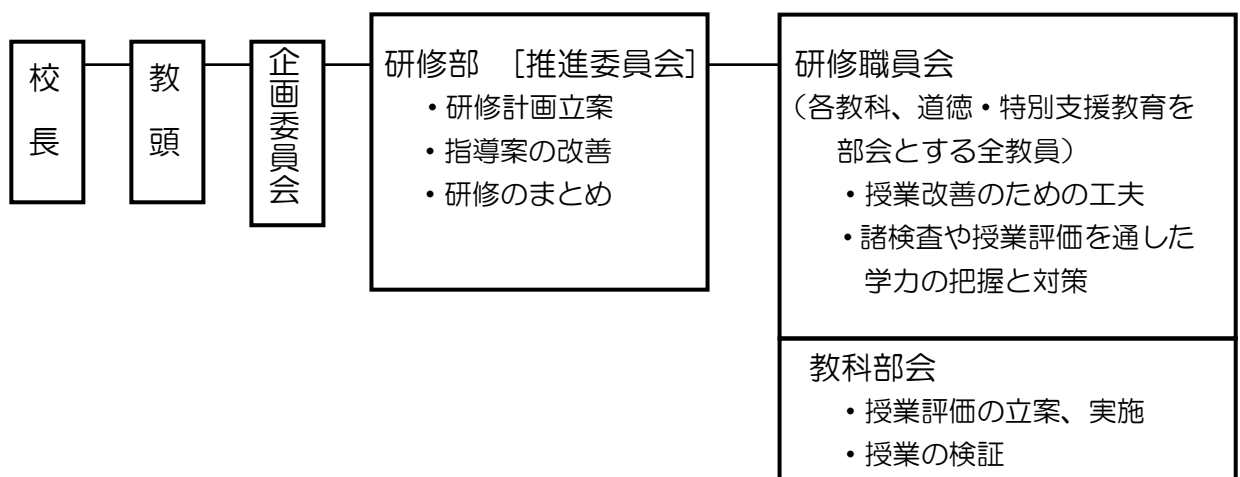 校長
教頭
企画委員会
研修部 [推進委員会]
・研修計画立案
・指導案の改善
・研修のまとめ
研修職員会
（各教科、道徳・特別支援教育を
部会とする全教員）
・授業改善のための工夫
・諸検査や授業評価を通した
学力の把握と対策
教科部会
・授業評価の立案、実施
・授業の検証